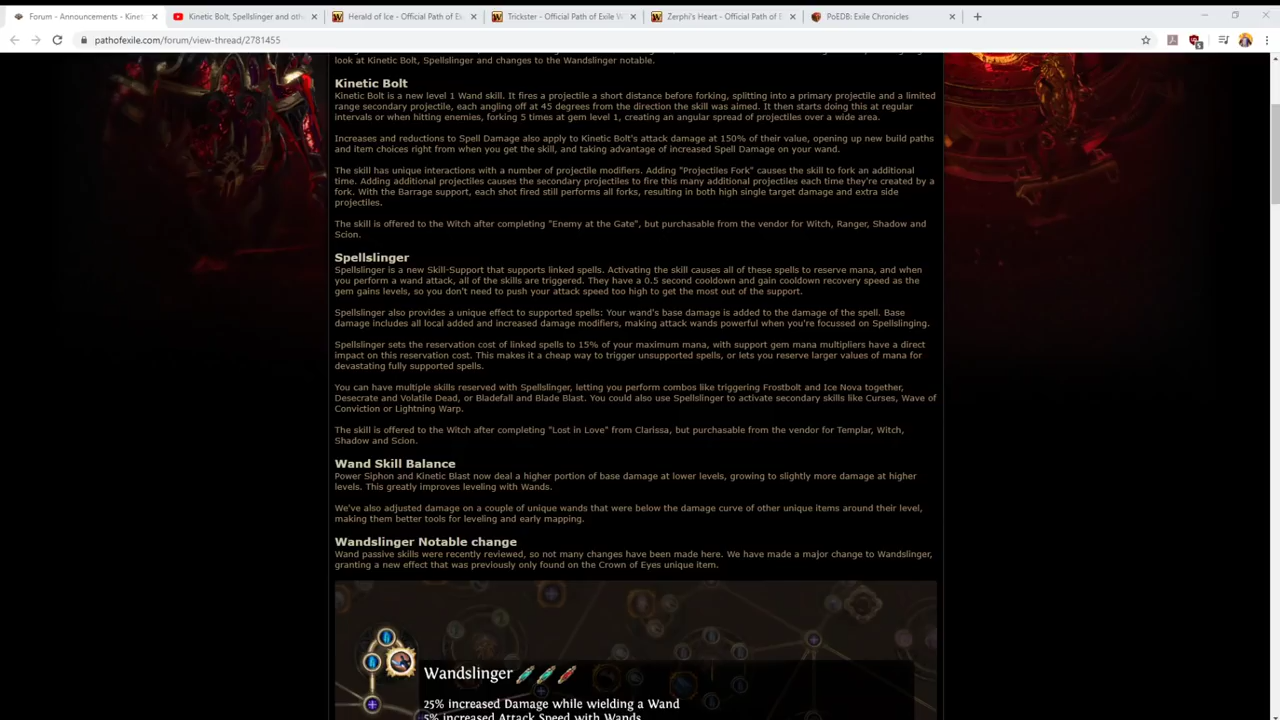 Forum - Announcements - Kinet
Kinetic Bolt, Spellslinger and oth
Herald of Ice - Official Path of Ex
Trickster - Official Path of Exile W
Zerphi's Heart - Official Path of E
PoEDB: Exile Chronicles
pathofexile.com/forum/view-thread/2781455
look at Kinetic Bolt, Spellslinger and changes to the Wandslinger notable.
Kinetic Bolt
Kinetic Bolt is a new level 1 Wand skill. It fires a projectile a short distance before forking, splitting into a primary projectile and a limited
range secondary projectile, each angling off at 45 degrees from the direction the skill was aimed. It then starts doing this at regular
intervals or when hitting enemies, forking 5 times at gem level 1, creating an angular spread of projectiles over a wide area.
Increases and reductions to Spell Damage also apply to Kinetic Bolt's attack damage at 150% of their value, opening up new build paths
and item choices right from when you get the skill, and taking advantage of increased Spell Damage on your wand.
The skill has unique interactions with a number of projectile modifiers. Adding "Projectiles Fork" causes the skill to fork an additional
time. Adding additional projectiles causes the secondary projectiles to fire this many additional projectiles each time they're created by a
fork. With the Barrage support, each shot fired still performs all forks, resulting in both high single target damage and extra side
projectiles.
The skill is offered to the Witch after completing "Enemy at the Gate", but purchasable from the vendor for Witch, Ranger, Shadow and
Scion.
Spellslinger
Spellslinger is a new Skill-Support that supports linked spells. Activating the skill causes all of these spells to reserve mana, and when
you perform a wand attack, all of the skills are triggered. They have a 0.5 second cooldown and gain cooldown recovery speed as the
gem gains levels, so you don't need to push your attack speed too high to get the most out of the support.
Spellslinger also provides a unique effect to supported spells: Your wand's base damage is added to the damage of the spell. Base
damage includes all local added and increased damage modifiers, making attack wands powerful when you're focussed on Spellslinging.
Spellslinger sets the reservation cost of linked spells to 15% of your maximum mana, with support gem mana multipliers have a direct
impact on this reservation cost. This makes it a cheap way to trigger unsupported spells, or lets you reserve larger values of mana for
devastating fully supported spells.
You can have multiple skills reserved with Spellslinger, letting you perform combos like triggering Frostbolt and Ice Nova together,
Desecrate and Volatile Dead, or Bladefall and Blade Blast. You could also use Spellslinger to activate secondary skills like Curses, Wave of
Conviction or Lightning Warp.
The skill is offered to the Witch after completing "Lost in Love" from Clarissa, but purchasable from the vendor for Templar, Witch,
Shadow and Scion.
Wand Skill Balance
Power Siphon and Kinetic Blast now deal a higher portion of base damage at lower levels, growing to slightly more damage at higher
levels. This greatly improves leveling with Wands.
We've also adjusted damage on a couple of unique wands that were below the damage curve of other unique items around their level,
making them better tools for leveling and early mapping.
Wandslinger Notable change
Wand passive skills were recently reviewed, so not many changes have been made here. We have made a major change to Wandslinger,
granting a new effect that was previously only found on the Crown of Eyes unique item.
Wandslinger
25% increased Damage while wielding a Wand
5% increased Attack Speed with Wands